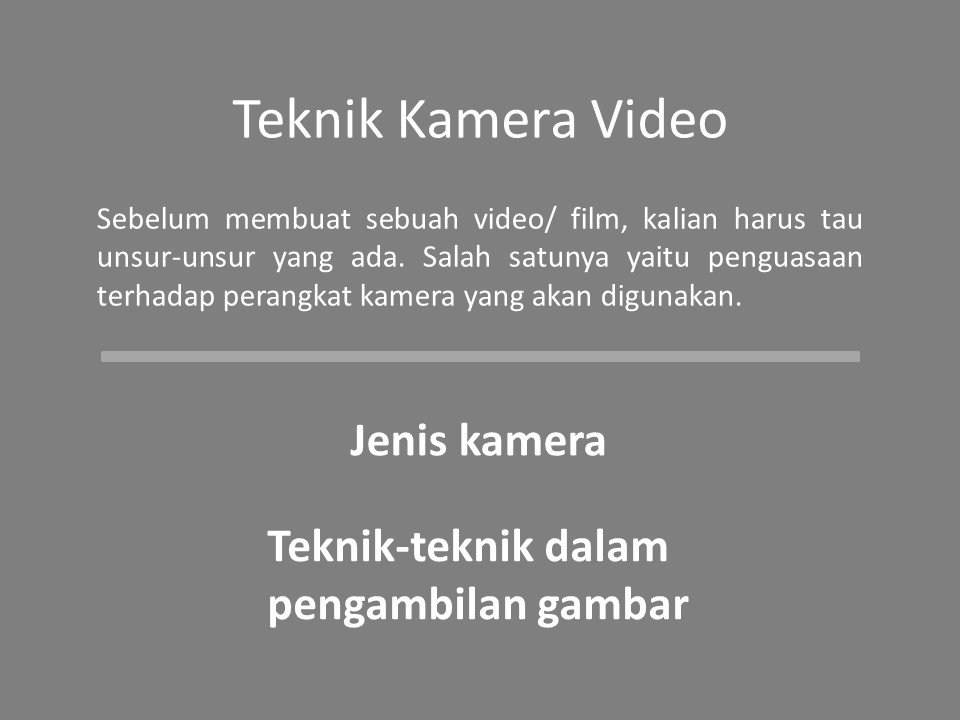 Teknik Kamera Video
Sebelum membuat sebuah video/ film, kalian harus tau
unsur-unsur yang ada. Salah satunya yaitu penguasaan
terhadap perangkat kamera yang akan digunakan.
Jenis kamera
Teknik-teknik dalam
pengambilan gambar